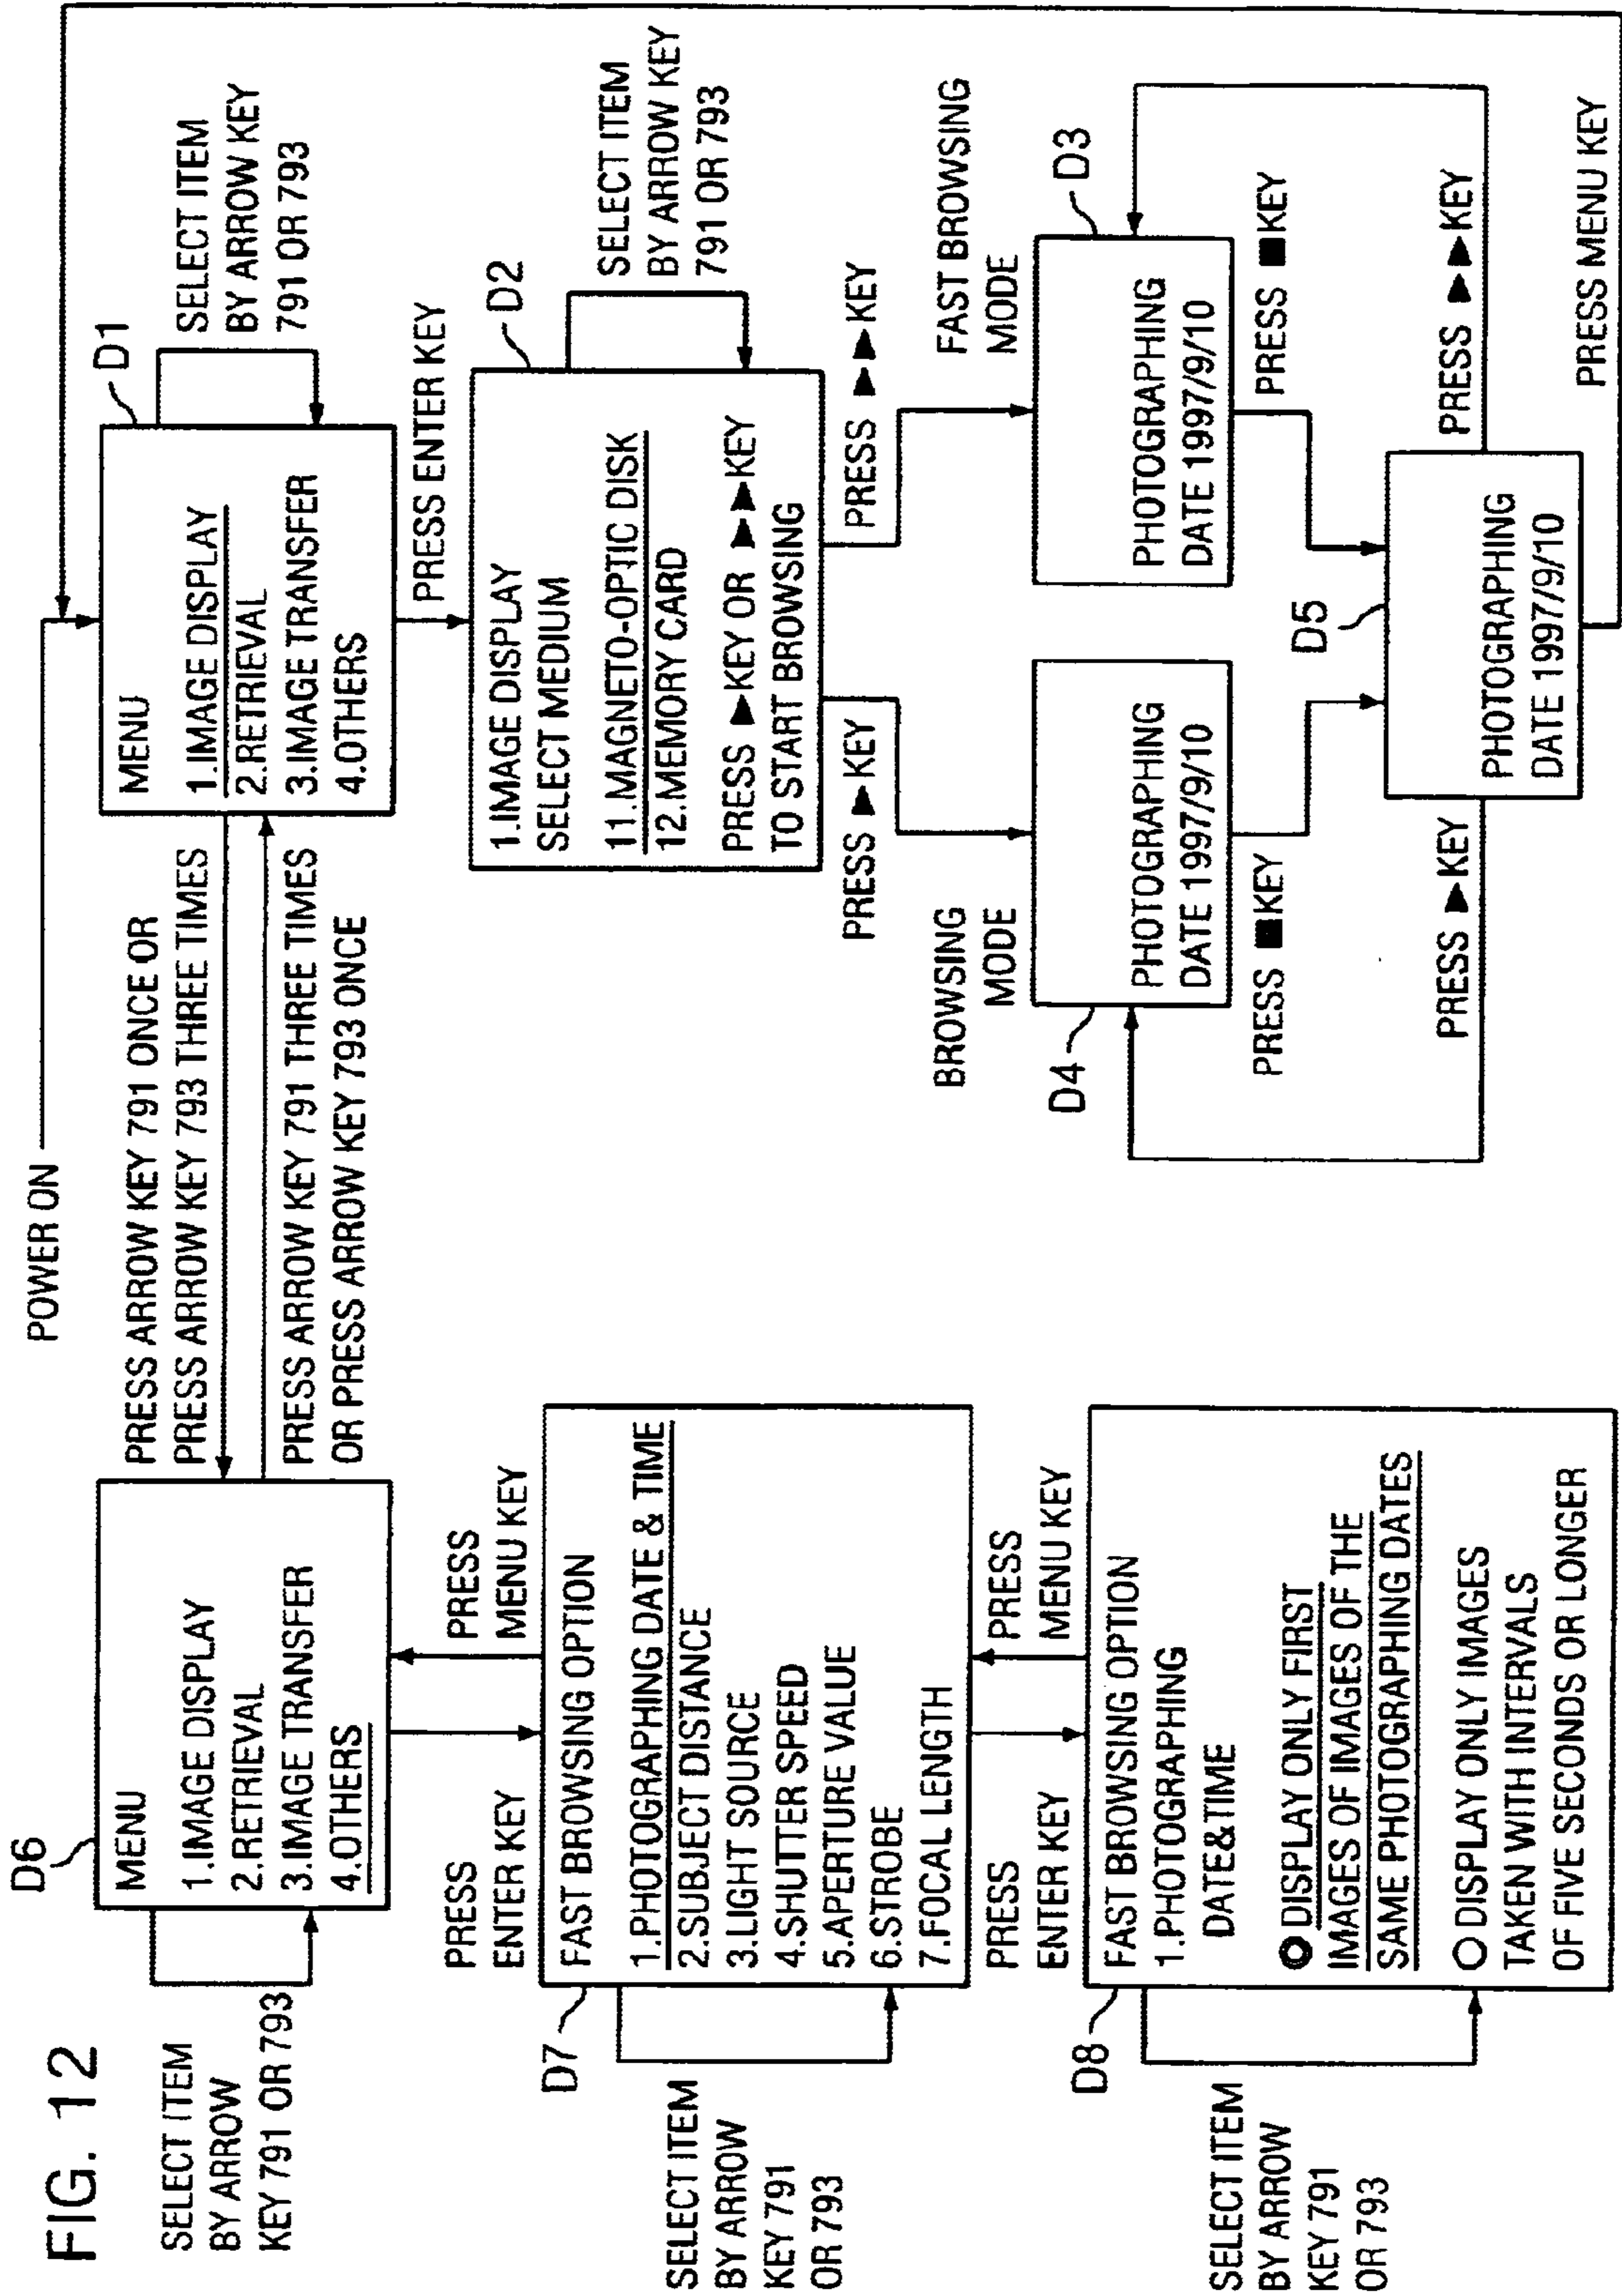 FIG. 12
POWER ON
D6
MENU
1.IMAGE DISPLAY
2.RETRIEVAL
3.IMAGE TRANSFER
4.OTHERS
SELECT ITEM
BY ARROW
KEY 791 OR 793
PRESS ARROW KEY 791 ONCE OR
PRESS ARROW KEY 793 THREE TIMES
PRESS ARROW KEY 791 THREE TIMES
OR PRESS ARROW KEY 793 ONCE
D1
MENU
1.IMAGE DISPLAY
2.RETRIEVAL
3.IMAGE TRANSFER
4.OTHERS
SELECT ITEM
BY ARROW KEY
791 OR 793
PRESS
ENTER KEY
PRESS
MENU KEY
PRESS ENTER KEY
D7
FAST BROWSING OPTION
1.PHOTOGRAPHING DATE & TIME
2.SUBJECT DISTANCE
3.LIGHT SOURCE
4.SHUTTER SPEED
5.APERTURE VALUE
6.STROBE
7.FOCAL LENGTH
SELECT ITEM
BY ARROW
KEY 791
OR 793
D2
1.IMAGE DISPLAY
SELECT MEDIUM
11.MAGNETO-OPTIC DISK
12.MEMORY CARD
PRESS ▶KEY OR ▶▶KEY
TO START BROWSING
SELECT ITEM
BY ARROW KEY
791 OR 793
PRESS
ENTER KEY
PRESS
MENU KEY
PRESS ▶KEY
PRESS ▶▶KEY
D8
FAST BROWSING OPTION
1.PHOTOGRAPHING
DATE&TIME
◎DISPLAY ONLY FIRST
IMAGES OF IMAGES OF THE
SAME PHOTOGRAPHING DATES
○DISPLAY ONLY IMAGES
TAKEN WITH INTERVALS
OF FIVE SECONDS OR LONGER
SELECT ITEM
BY ARROW
KEY 791
OR 793
BROWSING
MODE
D4
PHOTOGRAPHING
DATE 1997/9/10
FAST BROWSING
MODE
D3
PHOTOGRAPHING
DATE 1997/9/10
PRESS ■KEY
PRESS ■KEY
D5
PHOTOGRAPHING
DATE 1997/9/10
PRESS ▶KEY
PRESS ▶▶KEY
PRESS MENU KEY